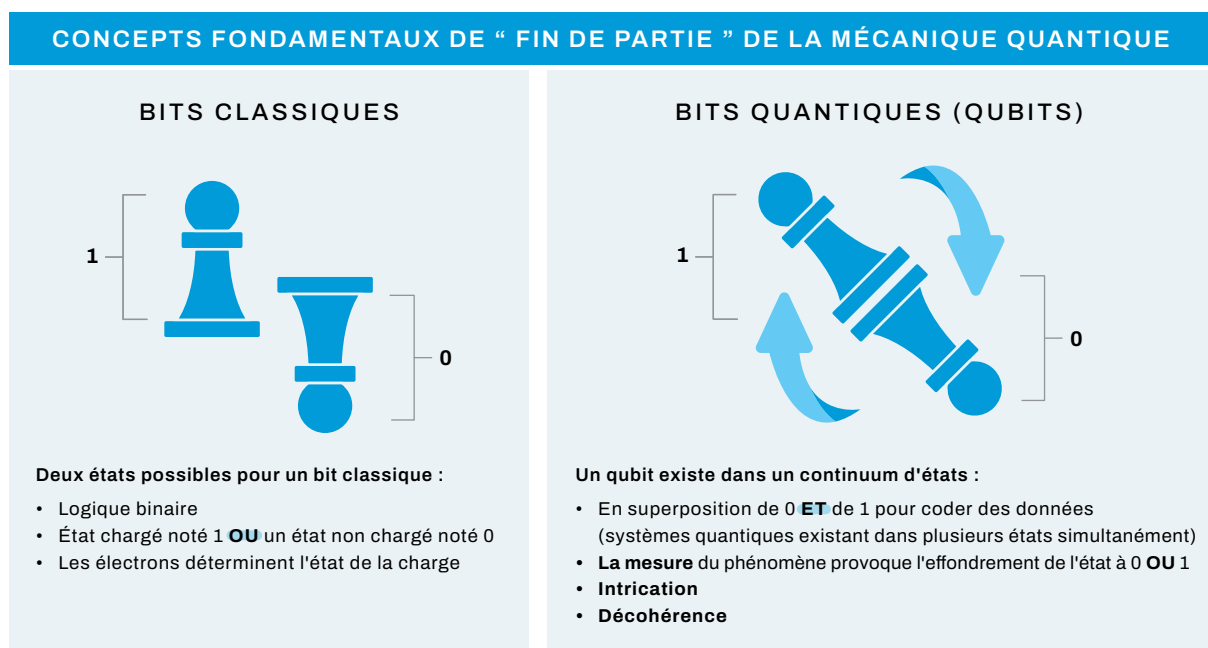 CONCEPTS FONDAMENTAUX DE “ FIN DE PARTIE ” DE LA MÉCANIQUE QUANTIQUE
BITS CLASSIQUES
1
0
Deux états possibles pour un bit classique :
• Logique binaire
• État chargé noté 1 OU un état non chargé noté 0
• Les électrons déterminent l'état de la charge
BITS QUANTIQUES (QUBITS)
1
0
Un qubit existe dans un continuum d'états :
• En superposition de 0 ET de 1 pour coder des données
(systèmes quantiques existant dans plusieurs états simultanément)
• La mesure du phénomène provoque l'effondrement de l'état à 0 OU 1
• Intrication
• Décohérence